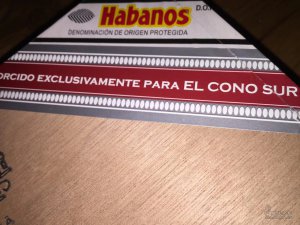 Habanos
D.O.
DENOMINACIÓN DE ORIGEN PROTEGIDA
ORCIDO EXCLUSIVAMENTE PARA EL CONO SUR